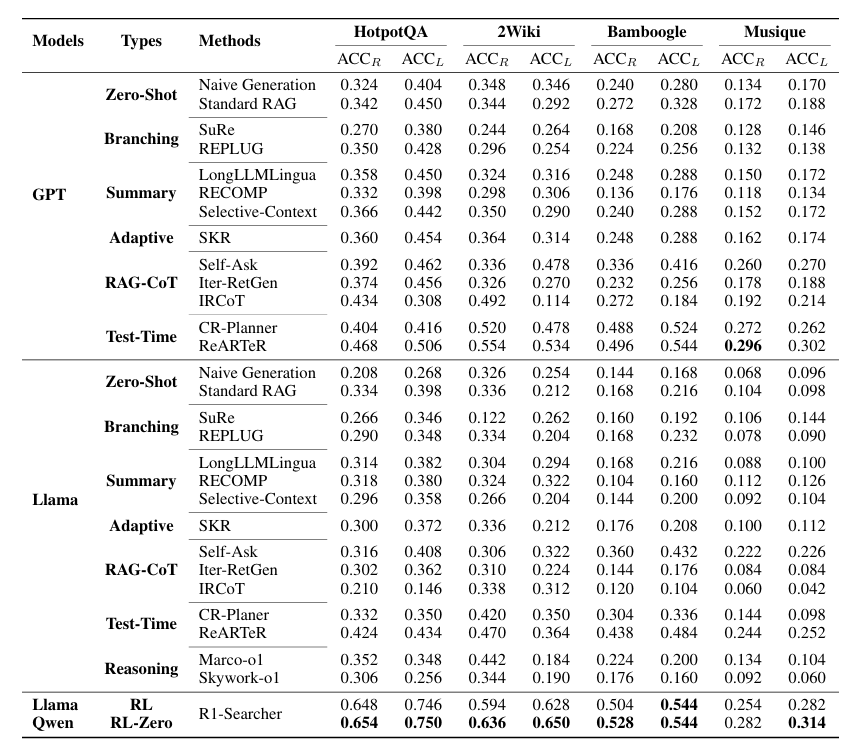 Models Types Methods HotpotQA 2Wiki Bamboogle Musique
ACC_R ACC_L ACC_R ACC_L ACC_R ACC_L ACC_R ACC_L
GPT
Zero-Shot
Naive Generation 0.324 0.404 0.348 0.346 0.240 0.280 0.134 0.170
Standard RAG 0.342 0.450 0.344 0.292 0.272 0.328 0.172 0.188
Branching
SuRe 0.270 0.380 0.244 0.264 0.168 0.208 0.128 0.146
REPLUG 0.350 0.428 0.296 0.254 0.224 0.256 0.132 0.138
Summary
LongLLMLingua 0.358 0.450 0.324 0.316 0.248 0.288 0.150 0.172
RECOMP 0.332 0.398 0.298 0.306 0.136 0.176 0.118 0.134
Selective-Context 0.366 0.442 0.350 0.290 0.240 0.288 0.152 0.172
Adaptive SKR 0.360 0.454 0.364 0.314 0.248 0.288 0.162 0.174
RAG-CoT
Self-Ask 0.392 0.462 0.336 0.478 0.336 0.416 0.260 0.270
Iter-RetGen 0.374 0.456 0.326 0.270 0.232 0.256 0.178 0.188
IRCoT 0.434 0.308 0.492 0.114 0.272 0.184 0.192 0.214
Test-Time
CR-Planner 0.404 0.416 0.520 0.478 0.488 0.524 0.272 0.262
ReARTeR 0.468 0.506 0.554 0.534 0.496 0.544 0.296 0.302
Llama
Zero-Shot
Naive Generation 0.208 0.268 0.326 0.254 0.144 0.168 0.068 0.096
Standard RAG 0.334 0.398 0.336 0.212 0.168 0.216 0.104 0.098
Branching
SuRe 0.266 0.346 0.122 0.262 0.160 0.192 0.106 0.144
REPLUG 0.290 0.348 0.334 0.204 0.168 0.232 0.078 0.090
Summary
LongLLMLingua 0.314 0.382 0.304 0.294 0.168 0.216 0.088 0.100
RECOMP 0.318 0.380 0.324 0.322 0.104 0.160 0.112 0.126
Selective-Context 0.296 0.358 0.266 0.204 0.144 0.200 0.092 0.104
Adaptive SKR 0.300 0.372 0.336 0.212 0.176 0.208 0.100 0.112
RAG-CoT
Self-Ask 0.316 0.408 0.306 0.322 0.360 0.432 0.222 0.226
Iter-RetGen 0.302 0.362 0.310 0.224 0.144 0.176 0.084 0.084
IRCoT 0.210 0.146 0.338 0.312 0.120 0.104 0.060 0.042
Test-Time
CR-Planer 0.332 0.350 0.420 0.350 0.304 0.336 0.144 0.098
ReARTeR 0.424 0.434 0.470 0.364 0.438 0.484 0.244 0.252
Reasoning
Marco-o1 0.352 0.348 0.442 0.184 0.224 0.200 0.134 0.104
Skywork-o1 0.306 0.256 0.344 0.190 0.176 0.160 0.092 0.060
Llama RL 0.648 0.746 0.594 0.628 0.504 0.544 0.254 0.282
R1-Searcher
Qwen RL-Zero 0.654 0.750 0.636 0.650 0.528 0.544 0.282 0.314